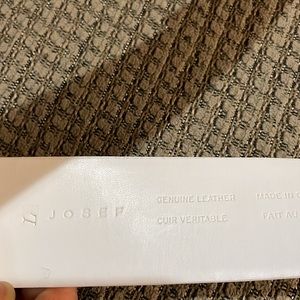 L JOSEF
GENUINE LEATHER
CUIR VERITABLE
MADE IN
FAIT AU